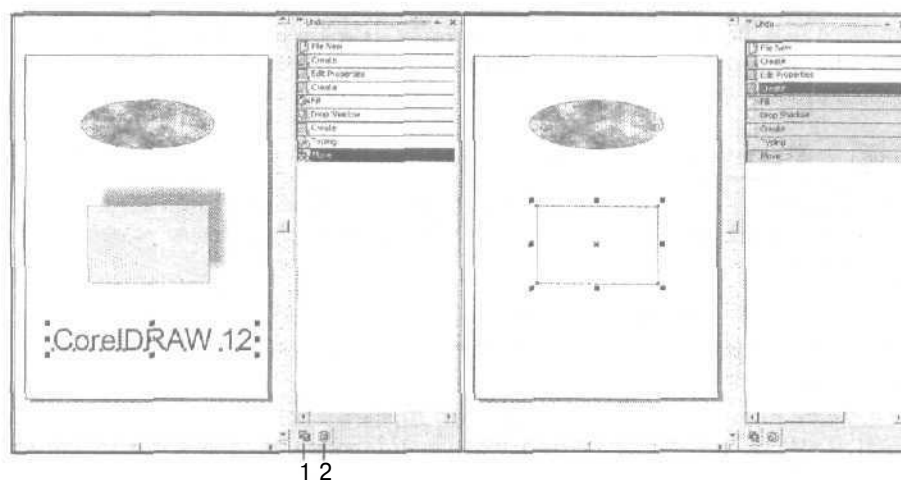 Undo
File New
Create
Edit Properties
Create
Fill
Drop Shadow
Create
Typing
Move
CorelDRAW 12
1 2
Undo
File New
Create
Edit Properties
Create
Fill
Drop Shadow
Create
Typing
Move